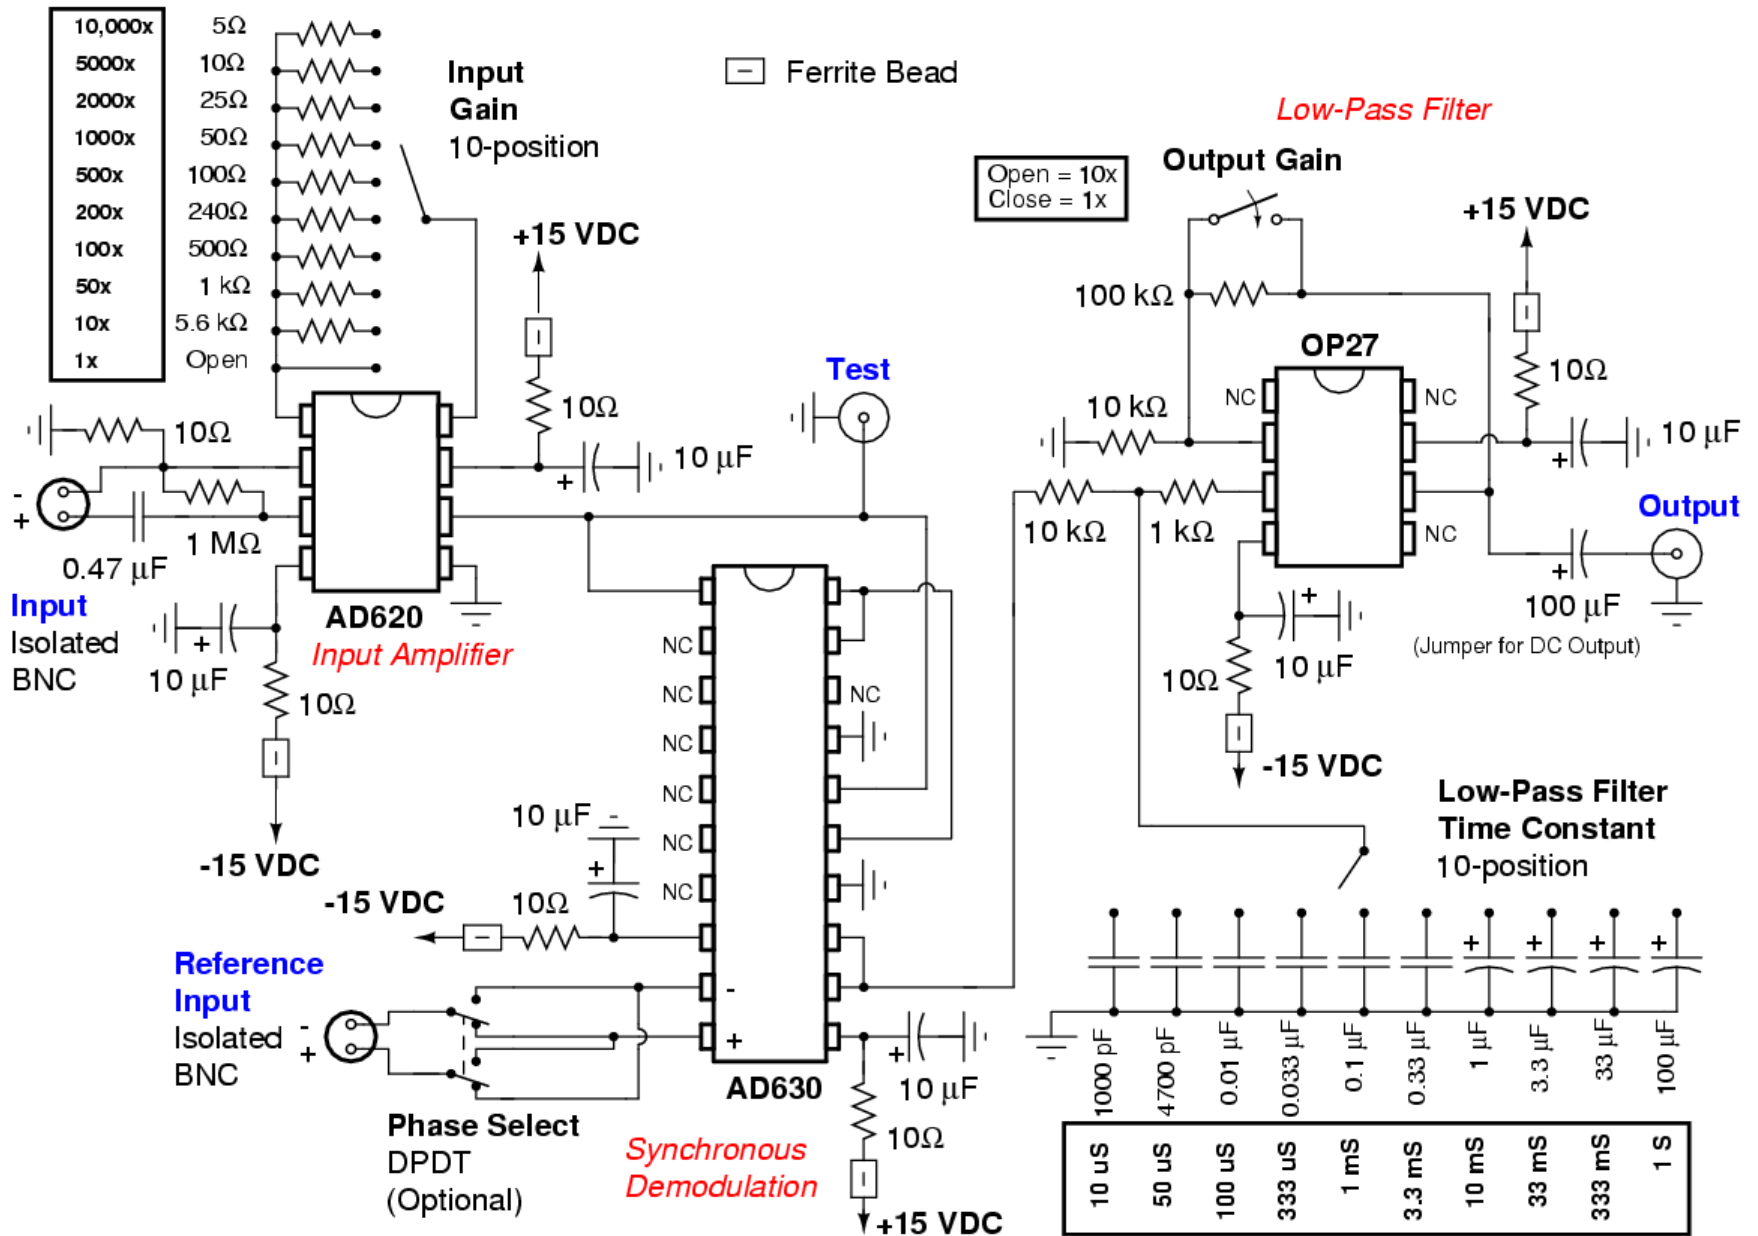 10,000x 5Ω
5000x 10Ω
2000x 25Ω
1000x 50Ω
500x 100Ω
200x 240Ω
100x 500Ω
50x 1 kΩ
10x 5.6 kΩ
1x Open
Input
Gain
10-position
- Ferrite Bead
Low-Pass Filter
Output Gain
Open = 10x
Close = 1x
+15 VDC
10Ω
+
10 µF
10Ω
-
+
0.47 µF
1 MΩ
Input
Isolated
BNC
AD620
Input Amplifier
+
10 µF
10Ω
-15 VDC
Test
100 kΩ
OP27
NC
NC
NC
+15 VDC
10Ω
+
10 µF
10 kΩ
10 kΩ
1 kΩ
Output
+
100 µF
(Jumper for DC Output)
+
10 µF
10Ω
-15 VDC
NC
NC
NC
NC
NC
NC
NC
10 µF
+
-15 VDC
10Ω
-
+
AD630
Synchronous
Demodulation
Reference
Input
Isolated
BNC
-
+
Phase Select
DPDT
(Optional)
+
10 µF
10Ω
+15 VDC
Low-Pass Filter
Time Constant
10-position
+ + + +
1000 pF
4700 pF
0.01 µF
0.033 µF
0.1 µF
0.33 µF
1 µF
3.3 µF
33 µF
100 µF
10 uS
50 uS
100 uS
333 uS
1 mS
3.3 mS
10 mS
33 mS
333 mS
1 S